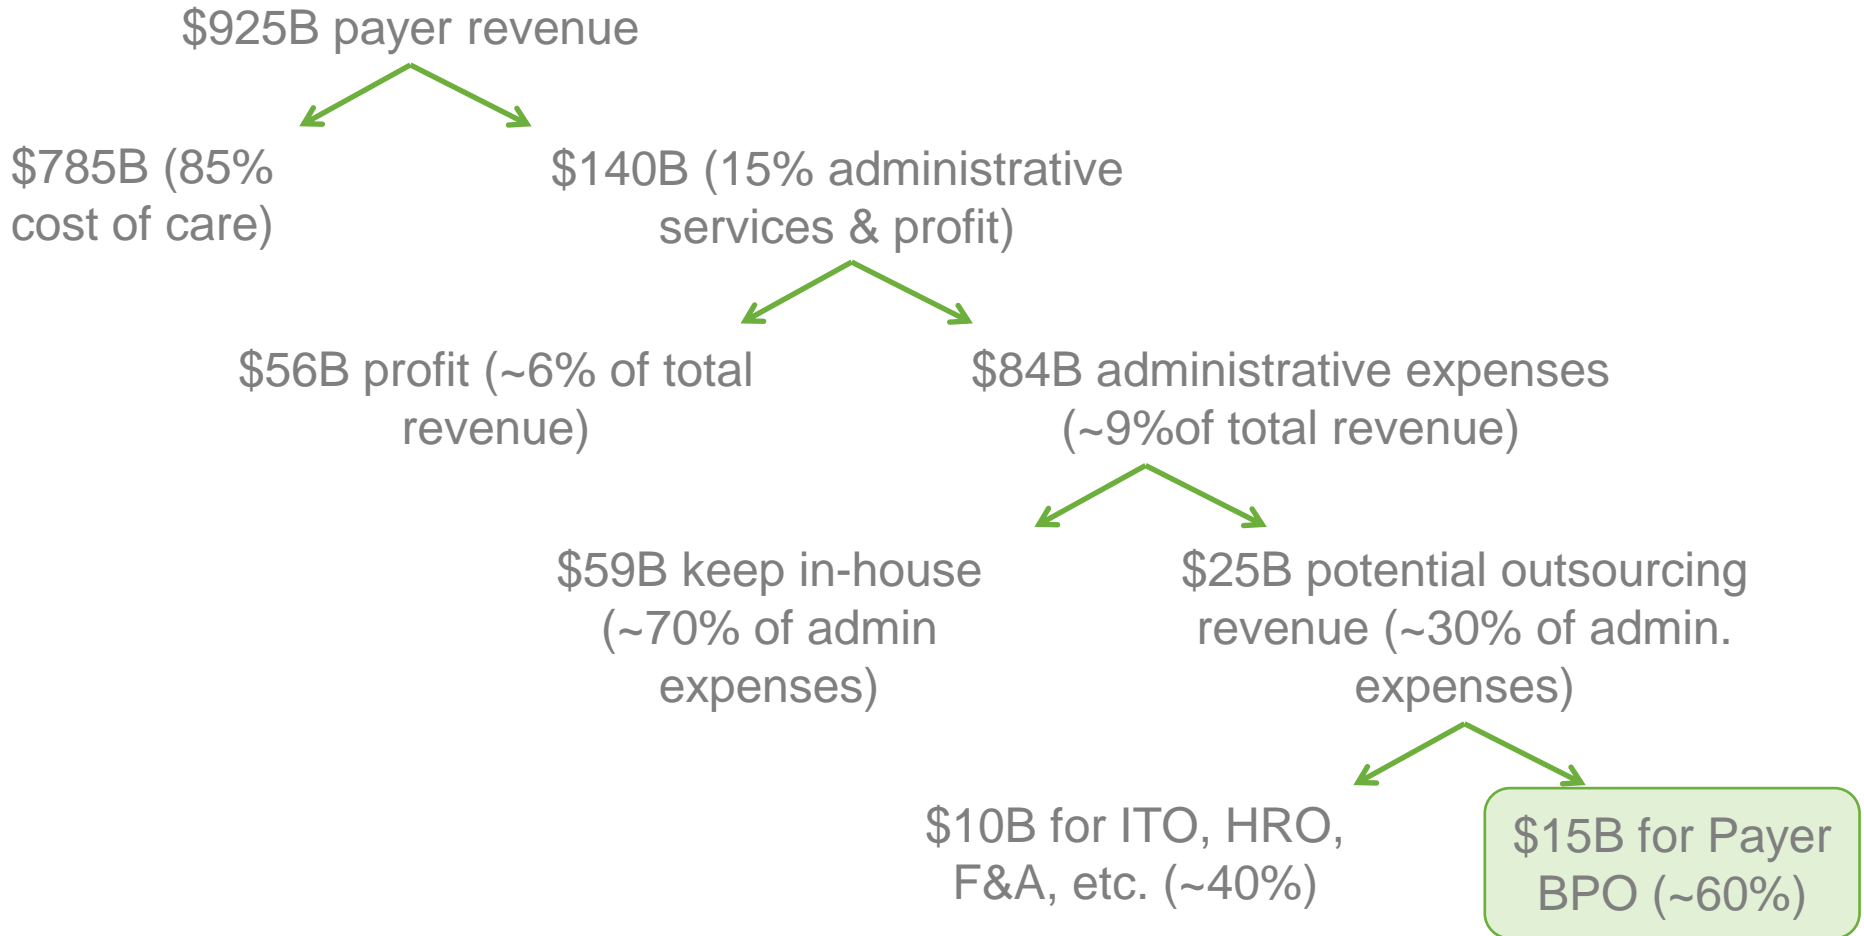 $925B payer revenue
$785B (85%
cost of care)
$140B (15% administrative
services & profit)
$56B profit (~6% of total
revenue)
$84B administrative expenses
(~9%of total revenue)
$59B keep in-house
(~70% of admin
expenses)
$25B potential outsourcing
revenue (~30% of admin.
expenses)
$10B for ITO, HRO,
F&A, etc. (~40%)
$15B for Payer
BPO (~60%)